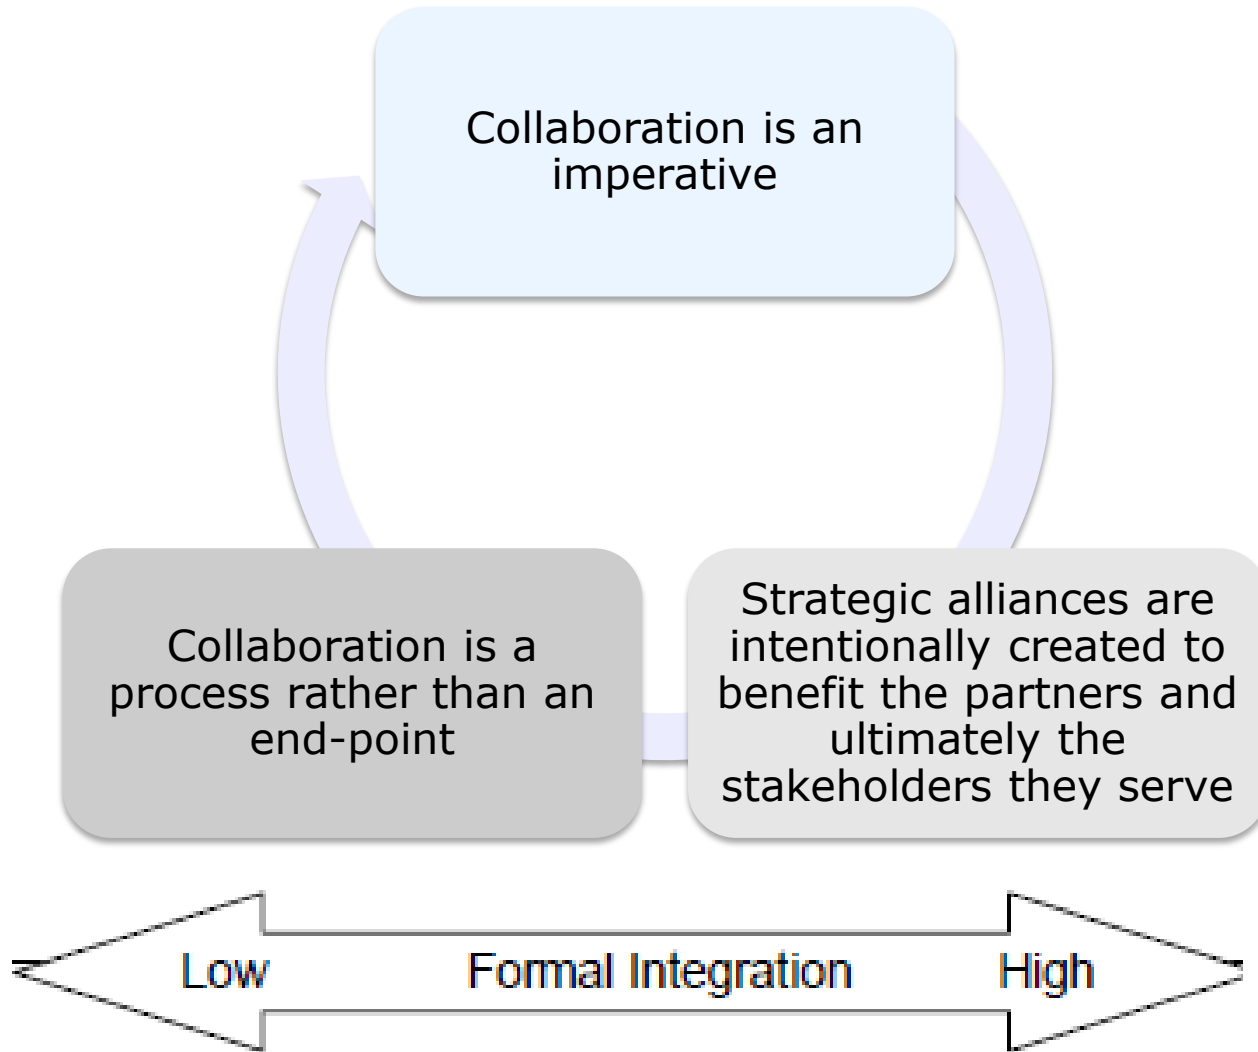 Collaboration is an
imperative
Collaboration is a
process rather than an
end-point
Strategic alliances are
intentionally created to
benefit the partners and
ultimately the
stakeholders they serve
Low Formal Integration High